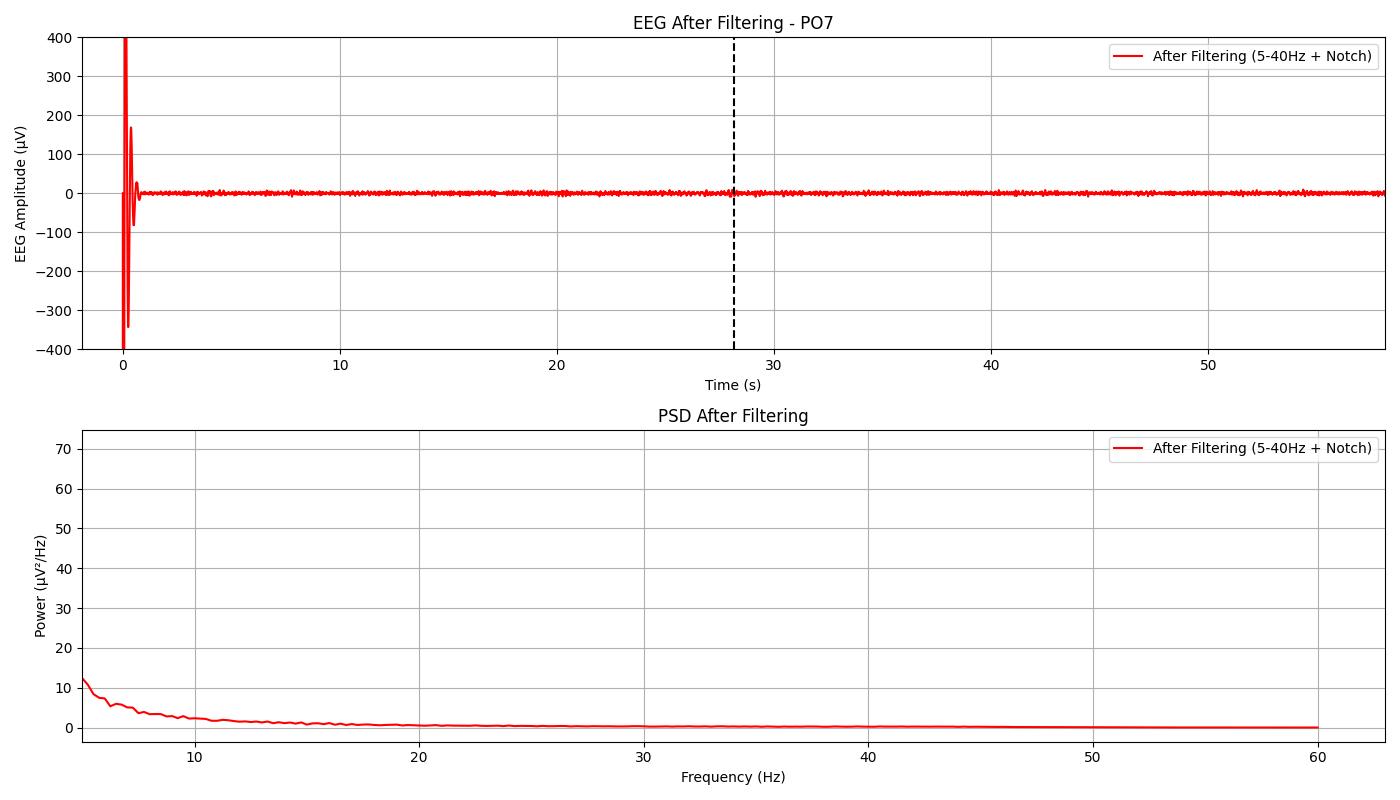 EEG After Filtering - PO7
After Filtering (5-40Hz + Notch)
EEG Amplitude (µV)
400
300
200
100
0
−100
−200
−300
−400
0 10 20 30 40 50
Time (s)
PSD After Filtering
After Filtering (5-40Hz + Notch)
Power (µV²/Hz)
70
60
50
40
30
20
10
0
10 20 30 40 50 60
Frequency (Hz)